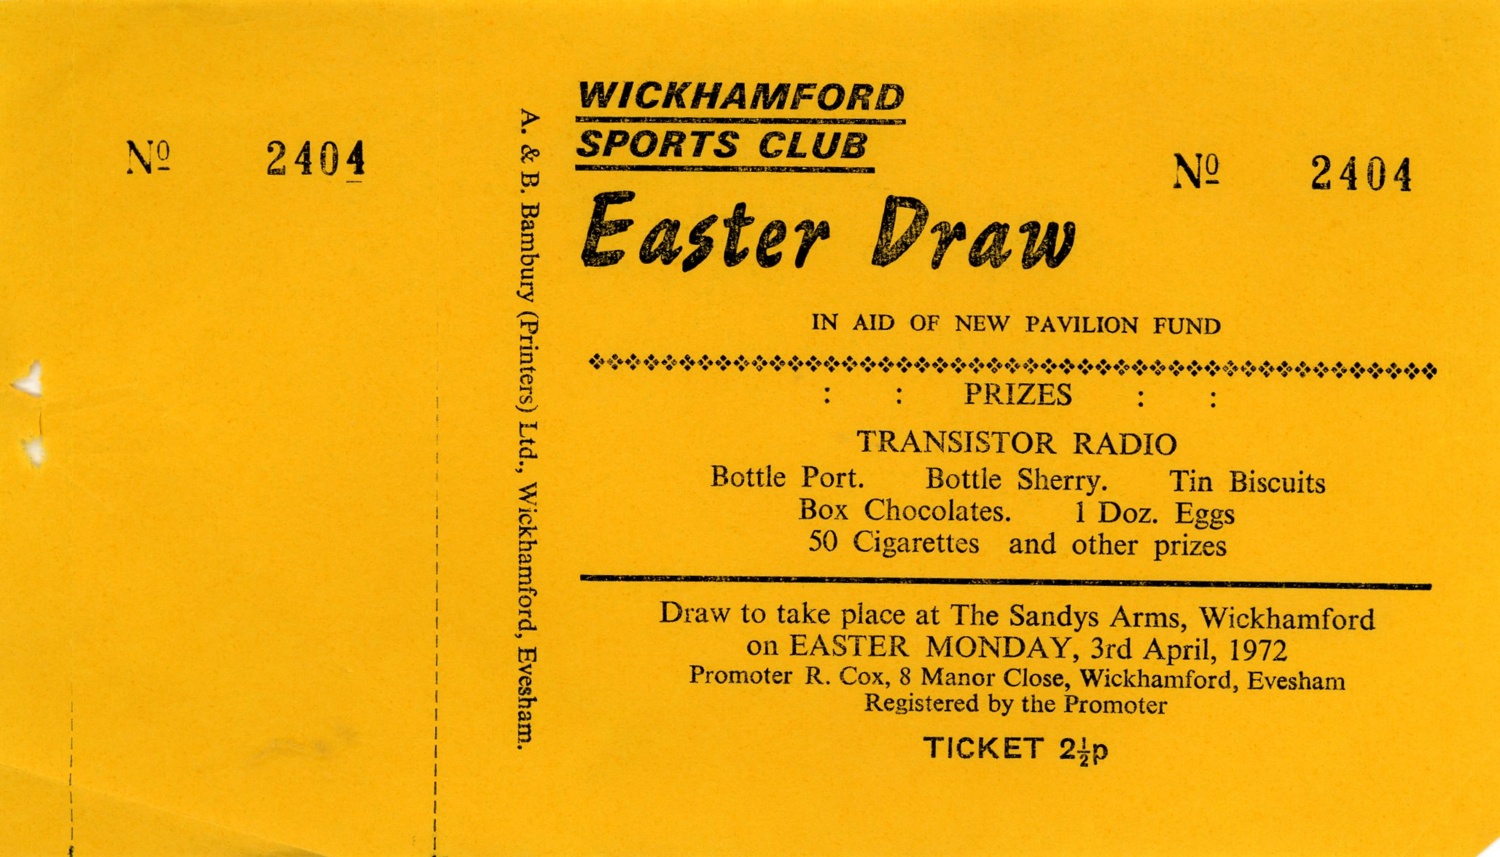 Nº 2404
A. & B. Bambury (Printers) Ltd., Wickhamford, Evesham.
WICKHAMFORD
SPORTS CLUB
Nº 2404
Easter Draw
IN AID OF NEW PAVILION FUND
: : PRIZES : :
TRANSISTOR RADIO
Bottle Port. Bottle Sherry. Tin Biscuits
Box Chocolates. 1 Doz. Eggs
50 Cigarettes and other prizes
Draw to take place at The Sandys Arms, Wickhamford
on EASTER MONDAY, 3rd April, 1972
Promoter R. Cox, 8 Manor Close, Wickhamford, Evesham
Registered by the Promoter
TICKET 2½p